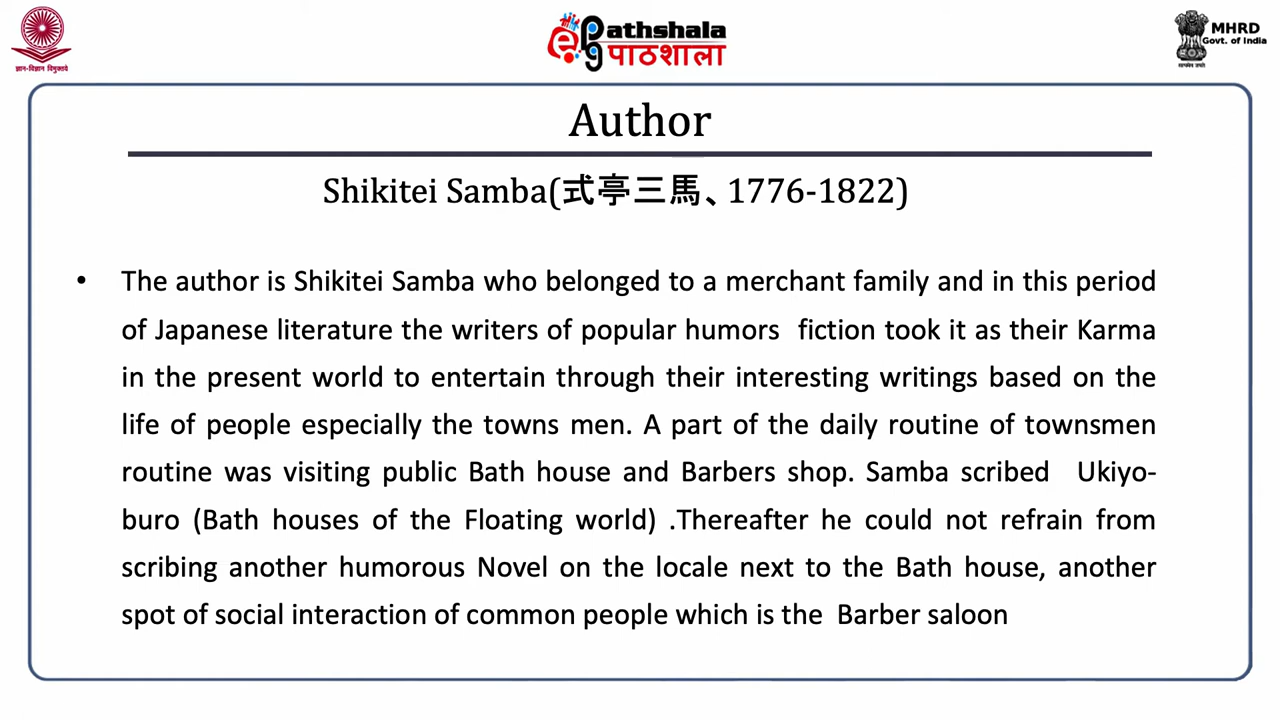 ज्ञान-विज्ञान विमुक्तये
epg Pathshala
पाठशाला
MHRD
Govt. of India
Author
Shikitei Samba(式亭三馬、1776-1822)
• The author is Shikitei Samba who belonged to a merchant family and in this period
of Japanese literature the writers of popular humors fiction took it as their Karma
in the present world to entertain through their interesting writings based on the
life of people especially the towns men. A part of the daily routine of townsmen
routine was visiting public Bath house and Barbers shop. Samba scribed Ukiyo-
buro (Bath houses of the Floating world) .Thereafter he could not refrain from
scribing another humorous Novel on the locale next to the Bath house, another
spot of social interaction of common people which is the Barber saloon